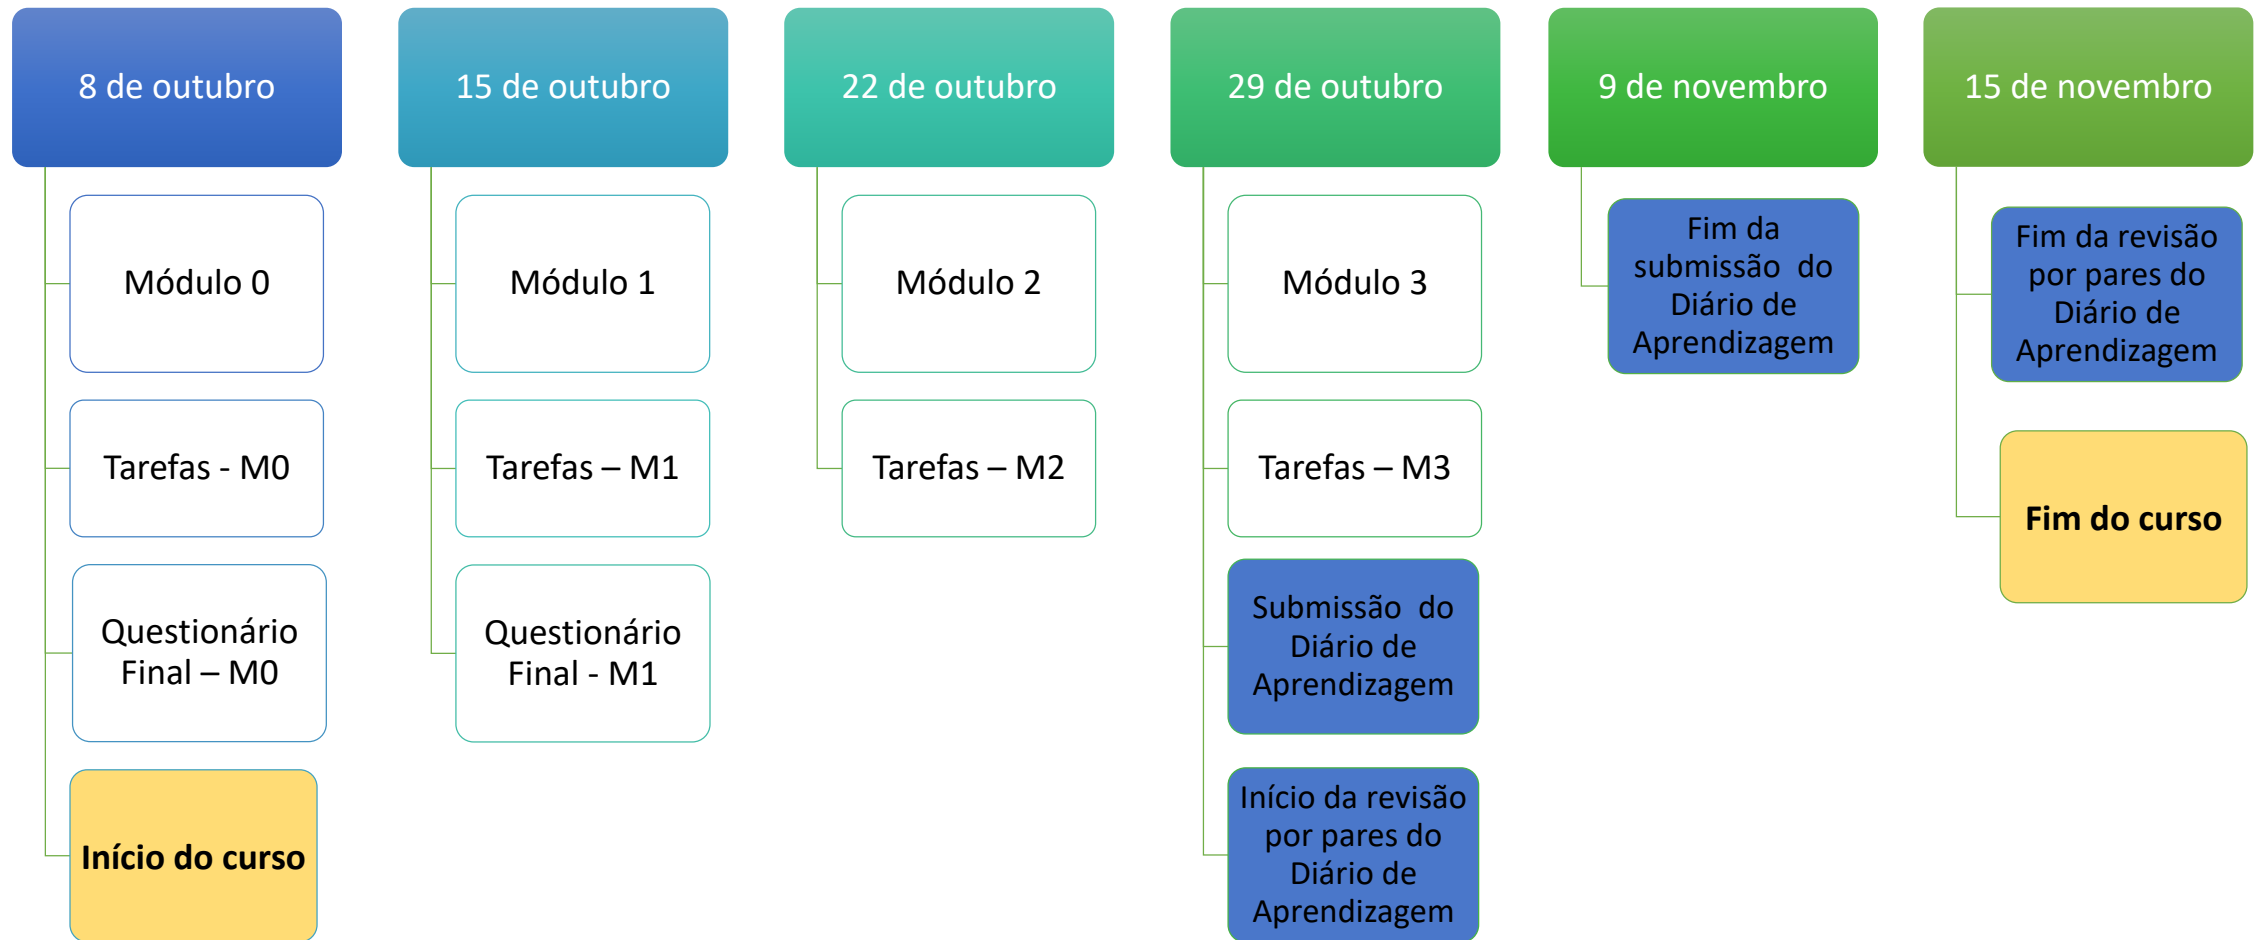 8 de outubro
Módulo 0
Tarefas - M0
Questionário
Final – M0
Início do curso
15 de outubro
Módulo 1
Tarefas – M1
Questionário
Final - M1
22 de outubro
Módulo 2
Tarefas – M2
29 de outubro
Módulo 3
Tarefas – M3
Submissão  do
Diário de
Aprendizagem
Início da revisão
por pares do
Diário de
Aprendizagem
9 de novembro
Fim da
submissão  do
Diário de
Aprendizagem
15 de novembro
Fim da revisão
por pares do
Diário de
Aprendizagem
Fim do curso